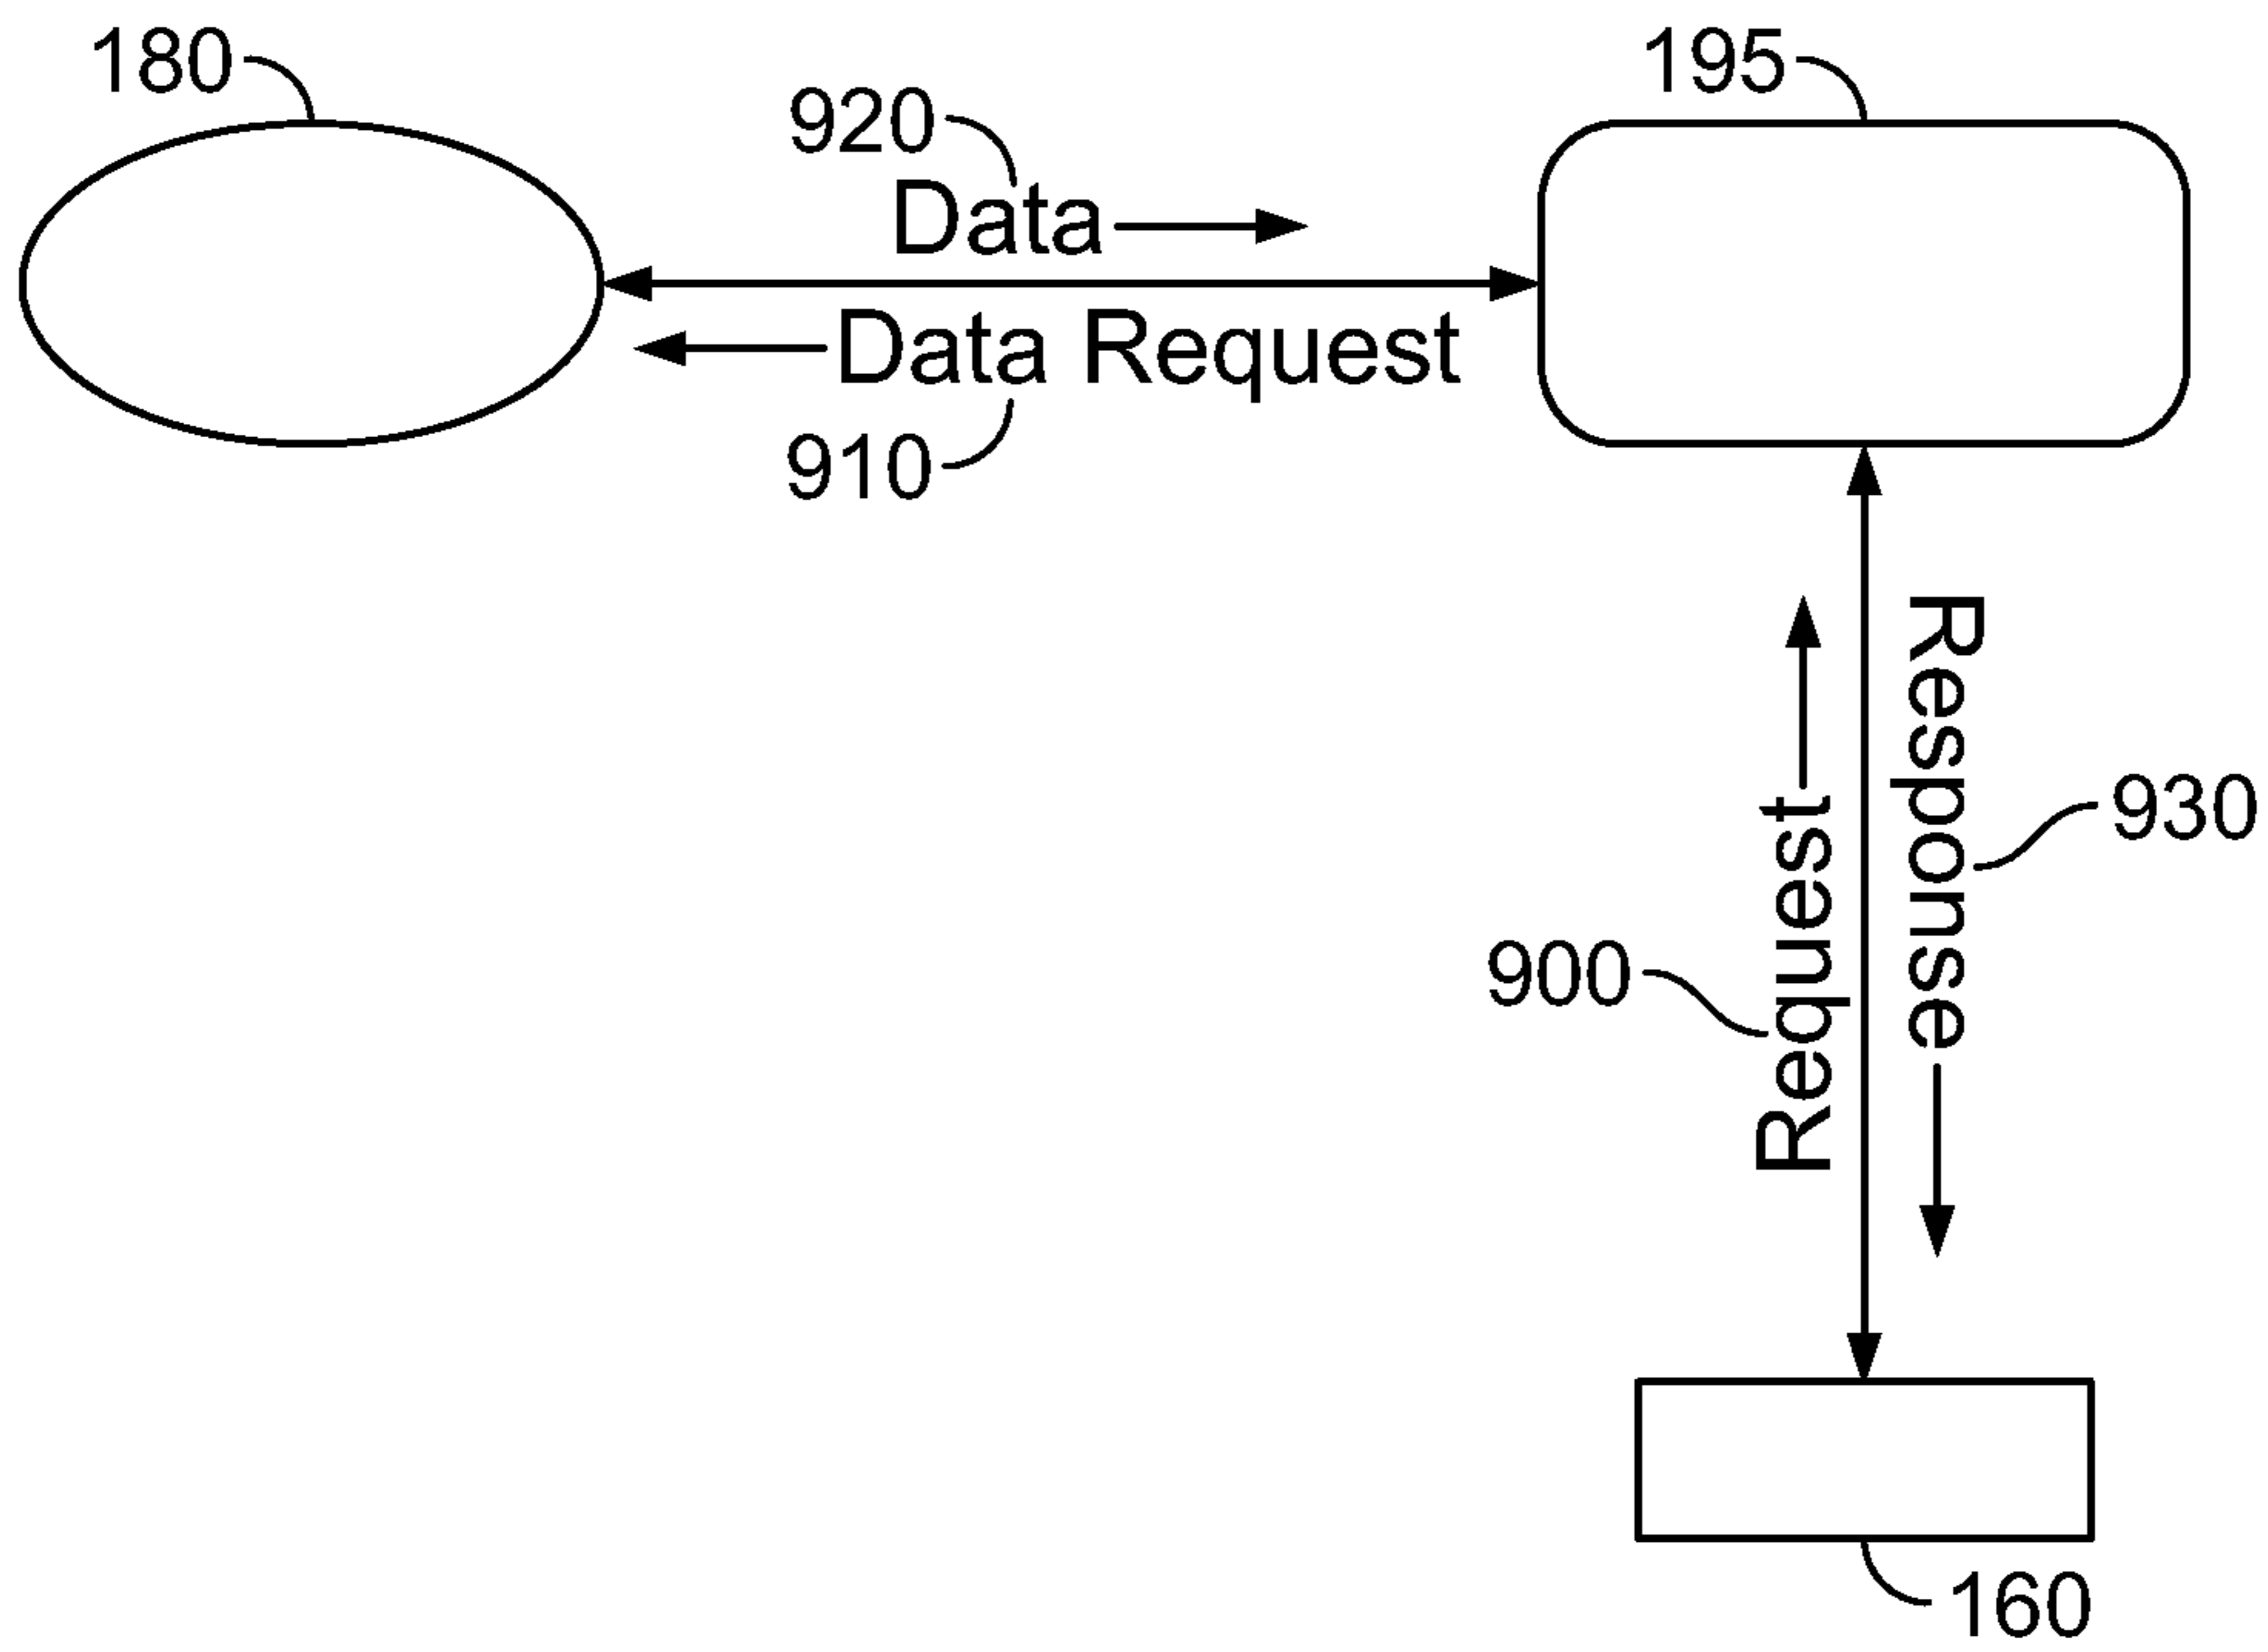 180
195
920
Data
Data Request
910
Response
930
Request
900
160